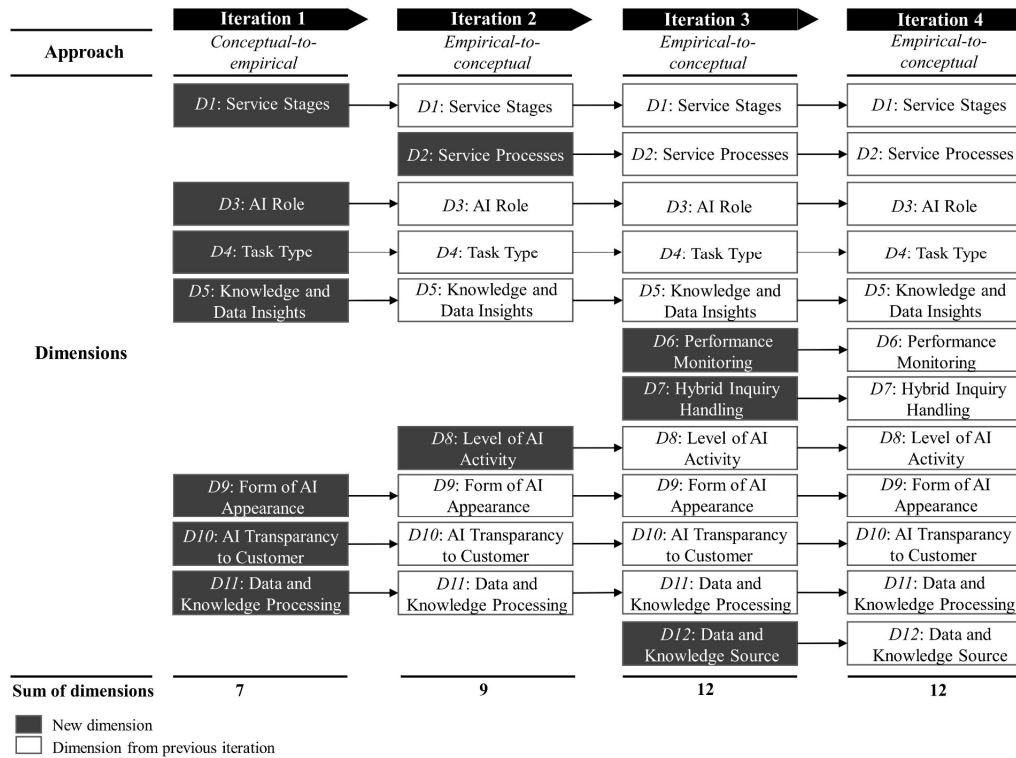 Iteration 1 Iteration 2 Iteration 3 Iteration 4
Approach
Conceptual-to-
empirical
Empirical-to-
conceptual
Empirical-to-
conceptual
Empirical-to-
conceptual
Dimensions
D1: Service Stages D1: Service Stages D1: Service Stages D1: Service Stages
D2: Service Processes D2: Service Processes D2: Service Processes
D3: AI Role D3: AI Role D3: AI Role D3: AI Role
D4: Task Type D4: Task Type D4: Task Type D4: Task Type
D5: Knowledge and D5: Knowledge and D5: Knowledge and D5: Knowledge and
Data Insights Data Insights Data Insights Data Insights
D6: Performance D6: Performance
Monitoring Monitoring
D7: Hybrid Inquiry D7: Hybrid Inquiry
Handling Handling
D8: Level of AI D8: Level of AI D8: Level of AI
Activity Activity Activity
D9: Form of AI D9: Form of AI D9: Form of AI D9: Form of AI
Appearance Appearance Appearance Appearance
D10: AI Transparancy D10: AI Transparancy D10: AI Transparancy D10: AI Transparancy
to Customer to Customer to Customer to Customer
D11: Data and D11: Data and D11: Data and D11: Data and
Knowledge Processing Knowledge Processing Knowledge Processing Knowledge Processing
D12: Data and D12: Data and
Knowledge Source Knowledge Source
Sum of dimensions 7 9 12 12
New dimension
Dimension from previous iteration